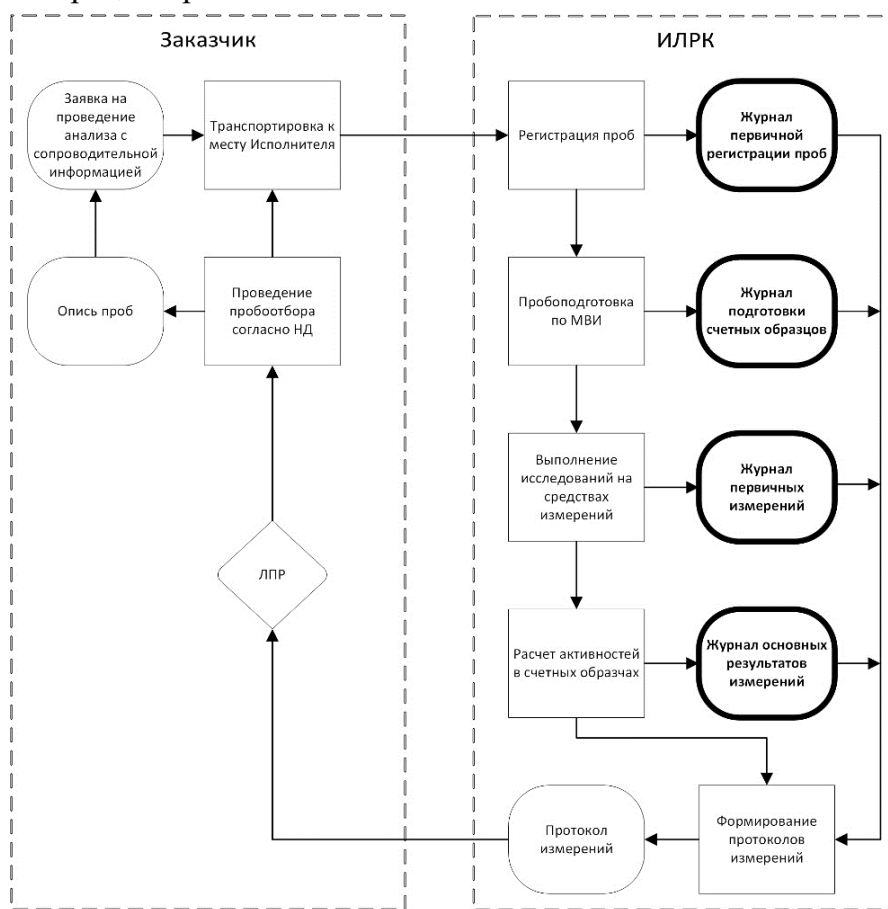 Заказчик
Заявка на
проведение
анализа с
сопроводительной
информацией
Транспортировка к
месту Исполнителя
Опись проб
Проведение
пробоотбора
согласно НД
ЛПР
ИЛРК
Регистрация проб
Журнал
первичной
регистрации проб
Пробоподготовка
по МВИ
Журнал
подготовки
счетных образцов
Выполнение
исследований на
средствах
измерений
Журнал
первичных
измерений
Расчет активностей
в счетных образчах
Журнал основных
результатов
измерений
Протокол
измерений
Формирование
протоколов
измерений